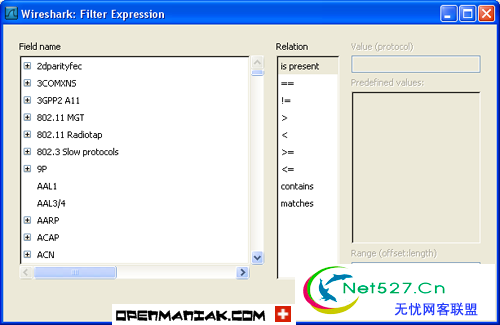 Wireshark: Filter Expression
Field name
Relation
Value (protocol)
2dparityfec
3COMXNS
3GPP2 A11
802.11 MGT
802.11 Radiotap
802.3 Slow protocols
9P
AAL1
AAL3/4
AARP
ACAP
ACN
is present
==
!=
>
<
>=
<=
contains
matches
Predefined values:
Range (offset:length)
OPENMANIAK.COM
Net527.Cn
无忧网客联盟